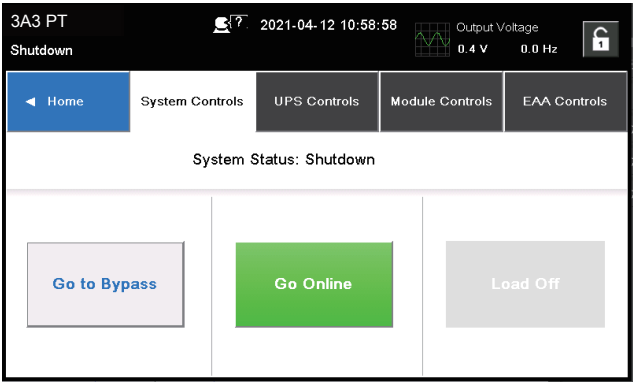 3A3 PT
?
2021-04-12 10:58:58
Output Voltage
Shutdown
0.4 V 0.0 Hz
1
◄ Home
System Controls
UPS Controls
Module Controls
EAA Controls
System Status: Shutdown
Go to Bypass
Go Online
Load Off